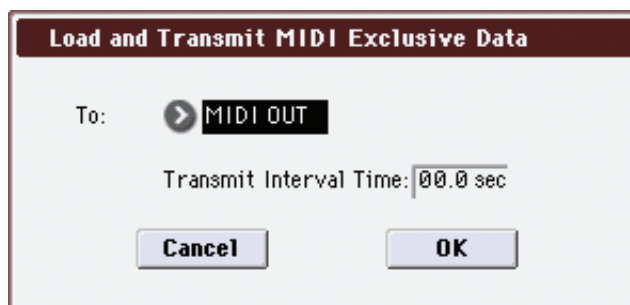 Load and Transmit MIDI Exclusive Data
To: MIDI OUT
Transmit Interval Time: 00.0 sec
Cancel OK